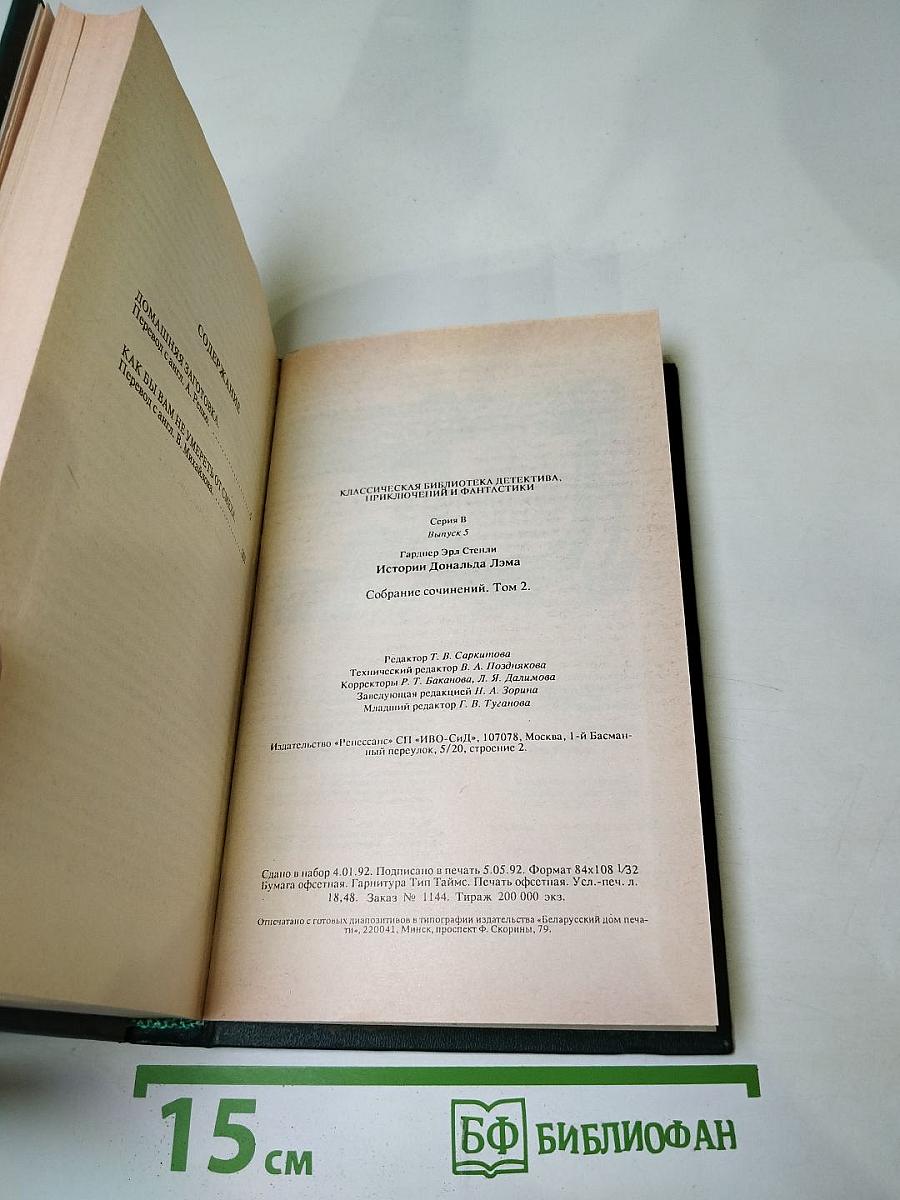 СОДЕРЖАНИЕ
ДОМАШНЯЯ ЗАГОТОВКА
Перевод с англ. А. Репко
КАК БЫ ВАМ НЕ УМЕРЕТЬ ОТ СМЕХА
Перевод с англ. В. Михайлова
КЛАССИЧЕСКАЯ БИБЛИОТЕКА ДЕТЕКТИВА,
ПРИКЛЮЧЕНИЙ И ФАНТАСТИКИ
Серия В
Выпуск 5
Гарднер Эрл Стенли
Истории Дональда Лэма
Собрание сочинений. Том 2.
Редактор Т. В. Саркитова
Технический редактор В. А. Позднякова
Корректоры Р. Т. Баканова, Л. Я. Далимова
Заведующая редакцией Н. А. Зорина
Младший редактор Г. В. Туганова
Издательство «Ренессанс» СП «ИВО-СиД», 107078, Москва, 1-й Басман-
ный переулок, 5/20, строение 2.
Сдано в набор 4.01.92. Подписано в печать 5.05.92. Формат 84х108 1/32
Бумага офсетная. Гарнитура Тип Таймс. Печать офсетная. Усл.-печ. л.
18,48. Заказ № 1144. Тираж 200 000 экз.
Отпечатано с готовых диапозитивов в типографии издательства «Беларусский дом печа-
ти», 220041, Минск, проспект Ф. Скорины, 79.
15 см
БФ БИБЛИОФАН